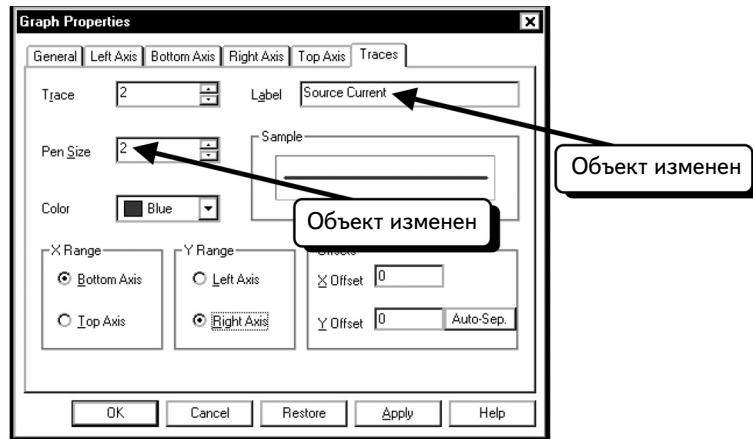 Graph Properties
General Left Axis Bottom Axis Right Axis Top Axis Traces
Trace 2 Label Source Current
Pen Size 2 Sample
Объект изменен
Color Blue
Объект изменен
X Range Y Range Offsets
Bottom Axis Left Axis X Offset 0
Top Axis Right Axis Y Offset 0 Auto-Sep.
OK Cancel Restore Apply Help